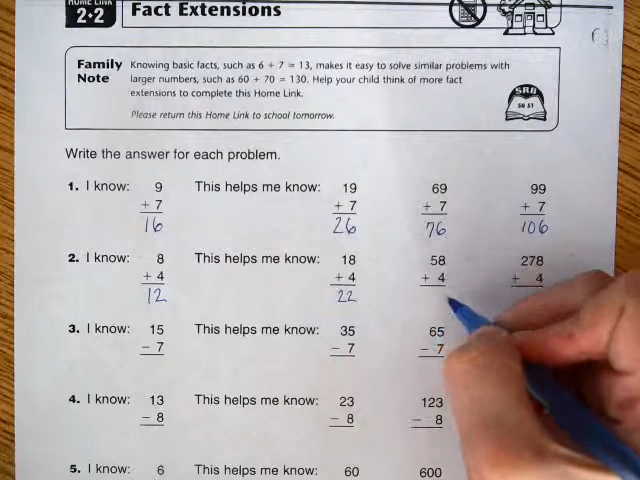 HOME LINK
2•2
Fact Extensions
Family Note
Knowing basic facts, such as 6 + 7 = 13, makes it easy to solve similar problems with
larger numbers, such as 60 + 70 = 130. Help your child think of more fact
extensions to complete this Home Link.
Please return this Home Link to school tomorrow.
SRB
50 51
Write the answer for each problem.
1. I know: 9 This helps me know: 19 69 99
+ 7 + 7 + 7 + 7
16 26 76 106
2. I know: 8 This helps me know: 18 58 278
+ 4 + 4 + 4 + 4
12 22
3. I know: 15 This helps me know: 35 65
− 7 − 7 − 7
4. I know: 13 This helps me know: 23 123
− 8 − 8 − 8
5. I know: 6 This helps me know: 60 600